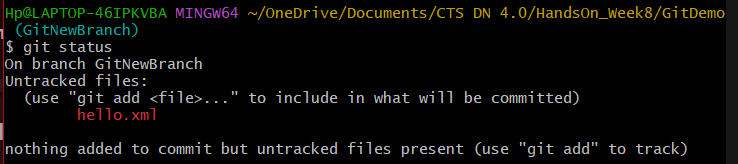 Hp@LAPTOP-46IPKVBA MINGW64 ~/OneDrive/Documents/CTS DN 4.0/HandsOn_Week8/GitDemo
(GitNewBranch)
$ git status
On branch GitNewBranch
Untracked files:
  (use "git add <file>..." to include in what will be committed)
        hello.xml

nothing added to commit but untracked files present (use "git add" to track)